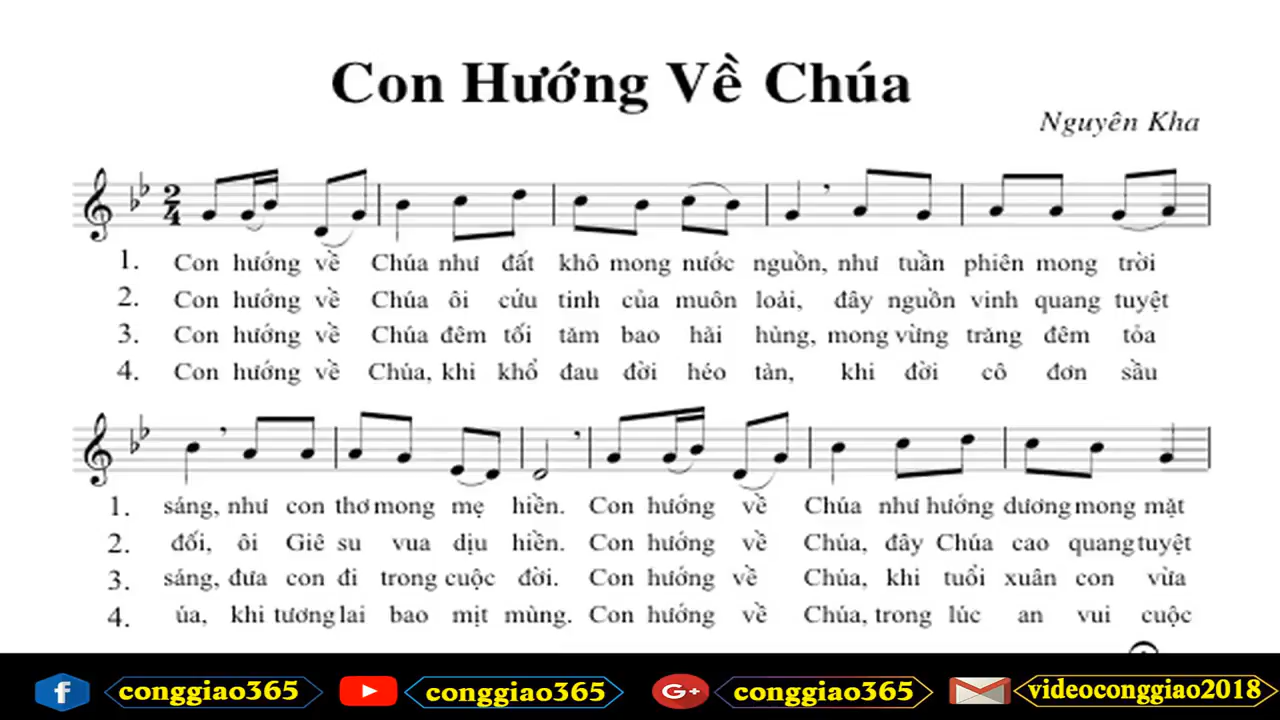 Con Hướng Về Chúa
Nguyên Kha
2
4
1. Con hướng về Chúa như đất khô mong nước nguồn, như tuần phiên mong trời
2. Con hướng về Chúa ôi cứu tinh của muôn loài, đây nguồn vinh quang tuyệt
3. Con hướng về Chúa đêm tối tăm bao hãi hùng, mong vừng trăng đêm tỏa
4. Con hướng về Chúa, khi khổ đau đời héo tàn, khi đời cô đơn sầu
1. sáng, như con thơ mong mẹ hiền. Con hướng về Chúa như hướng dương mong mặt
2. đối, ôi Giê su vua dịu hiền. Con hướng về Chúa, đây Chúa cao quang tuyệt
3. sáng, đưa con đi trong cuộc đời. Con hướng về Chúa, khi tuổi xuân con vừa
4. úa, khi tương lai bao mịt mùng. Con hướng về Chúa, trong lúc an vui cuộc
conggiao365 conggiao365 conggiao365 videoconggiao2018